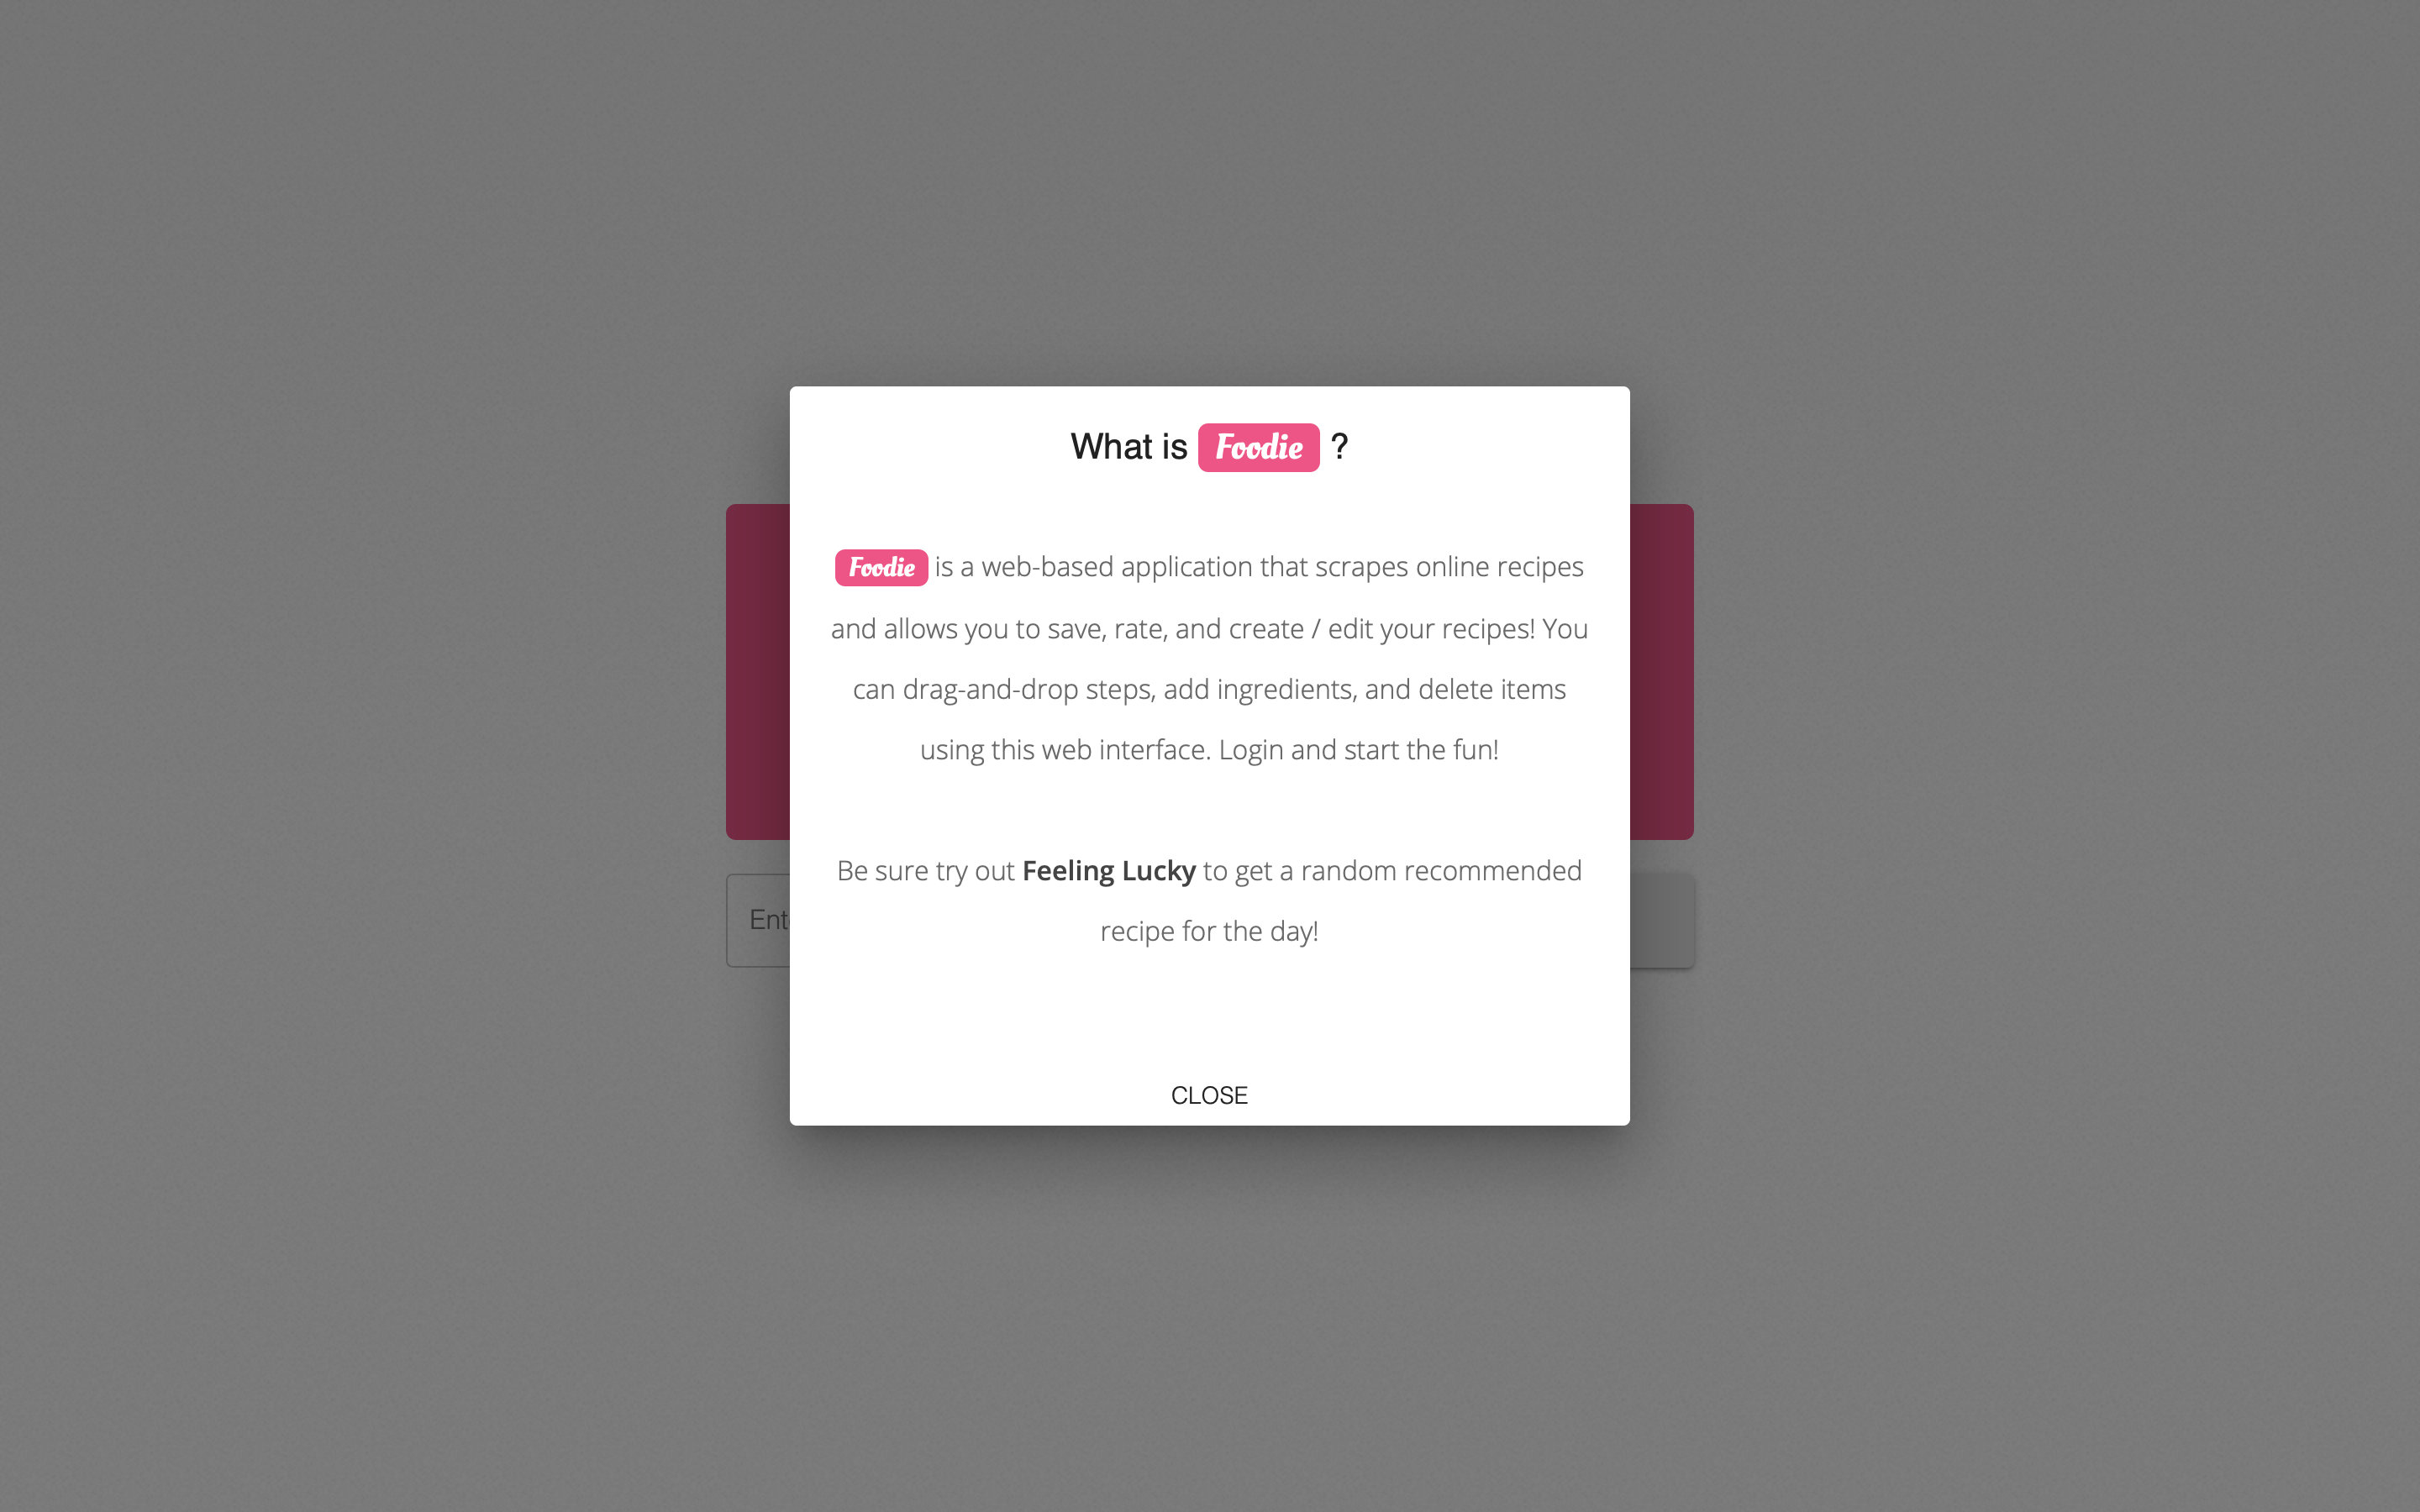 What is Foodie ?
Foodie is a web-based application that scrapes online recipes
and allows you to save, rate, and create / edit your recipes! You
can drag-and-drop steps, add ingredients, and delete items
using this web interface. Login and start the fun!
Be sure try out Feeling Lucky to get a random recommended
recipe for the day!
CLOSE